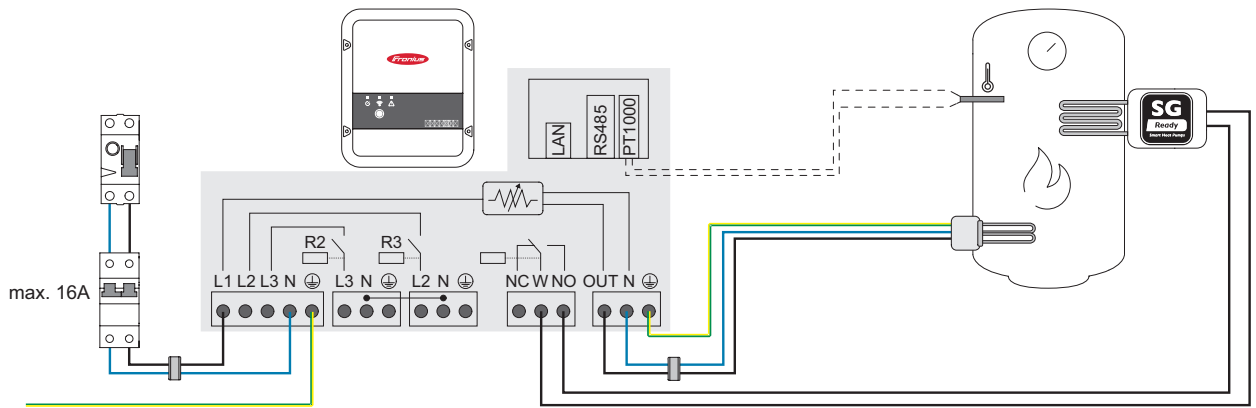 Fronius
LAN
RS485
PT1000
SG
Ready
Smart Heat Pumps
R2
R3
L1 L2 L3 N
L3 N
L2 N
NC W NO
OUT N
max. 16A